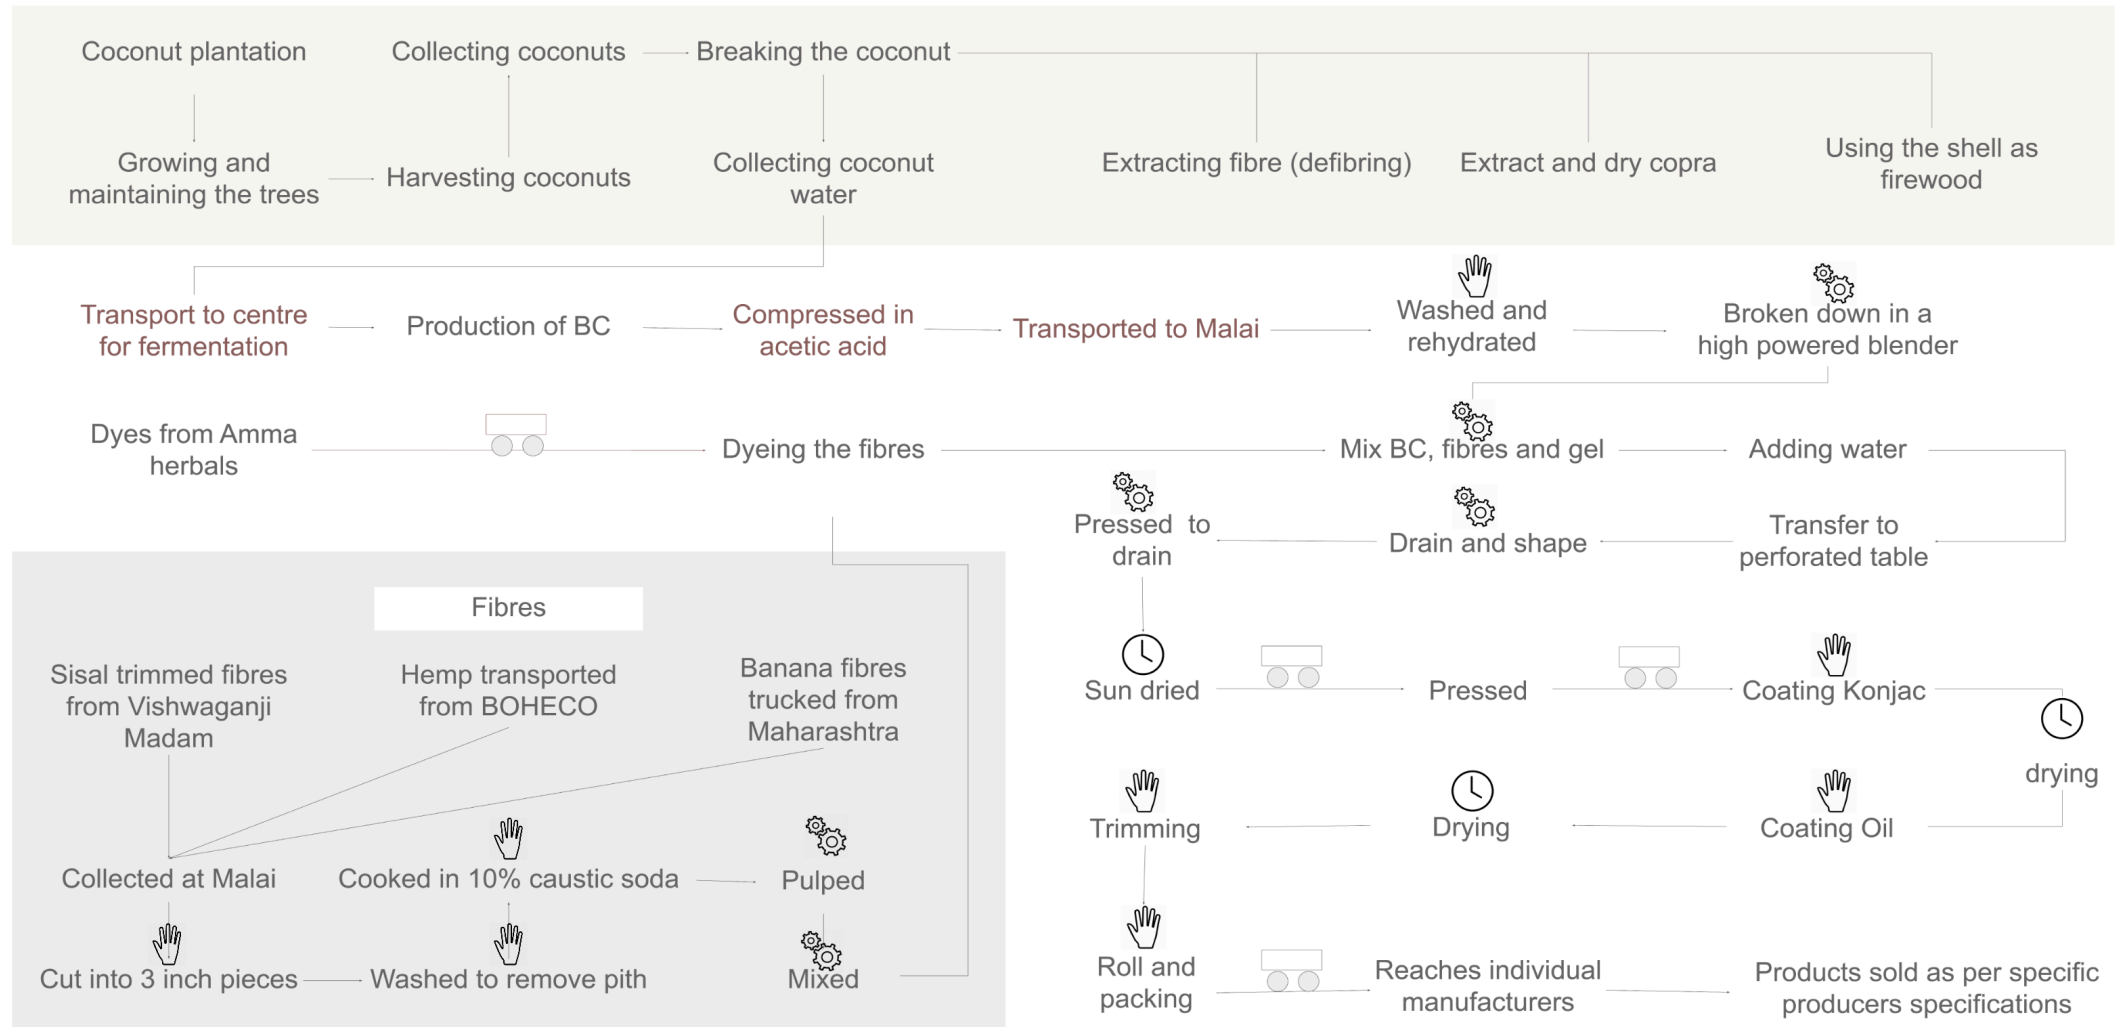 Coconut plantation
Collecting coconuts
Breaking the coconut
Growing and
maintaining the trees
Harvesting coconuts
Collecting coconut
water
Extracting fibre (defibring)
Extract and dry copra
Using the shell as
firewood
Transport to centre
for fermentation
Production of BC
Compressed in
acetic acid
Transported to Malai
Washed and
rehydrated
Broken down in a
high powered blender
Dyes from Amma
herbals
Dyeing the fibres
Mix BC, fibres and gel
Adding water
Pressed to
drain
Drain and shape
Transfer to
perforated table
Fibres
Sisal trimmed fibres
from Vishwaganji
Madam
Hemp transported
from BOHECO
Banana fibres
trucked from
Maharashtra
Sun dried
Pressed
Coating Konjac
drying
Trimming
Drying
Coating Oil
Collected at Malai
Cooked in 10% caustic soda
Pulped
Cut into 3 inch pieces
Washed to remove pith
Mixed
Roll and
packing
Reaches individual
manufacturers
Products sold as per specific
producers specifications